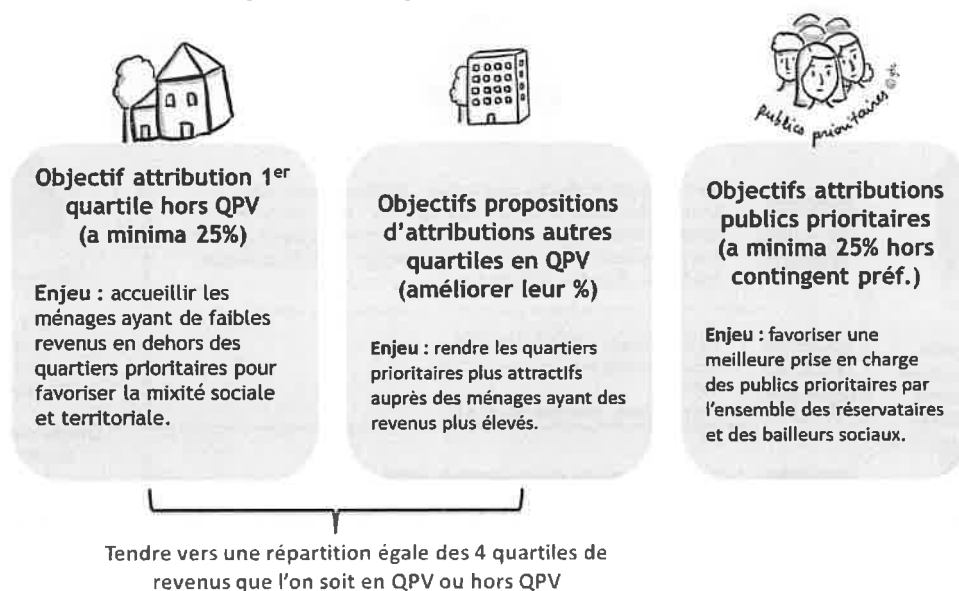 publics prioritaires
Objectif attribution 1er
quartile hors QPV
(a minima 25%)
Enjeu : accueillir les
ménages ayant de faibles
revenus en dehors des
quartiers prioritaires pour
favoriser la mixité sociale
et territoriale.
Objectifs propositions
d'attributions autres
quartiles en QPV
(améliorer leur %)
Enjeu : rendre les quartiers
prioritaires plus attractifs
auprès des ménages ayant des
revenus plus élevés.
Objectifs attributions
publics prioritaires
(a minima 25% hors
contingent préf.)
Enjeu : favoriser une
meilleure prise en charge
des publics prioritaires par
l'ensemble des réservataires
et des bailleurs sociaux.
Tendre vers une répartition égale des 4 quartiles de
revenus que l'on soit en QPV ou hors QPV